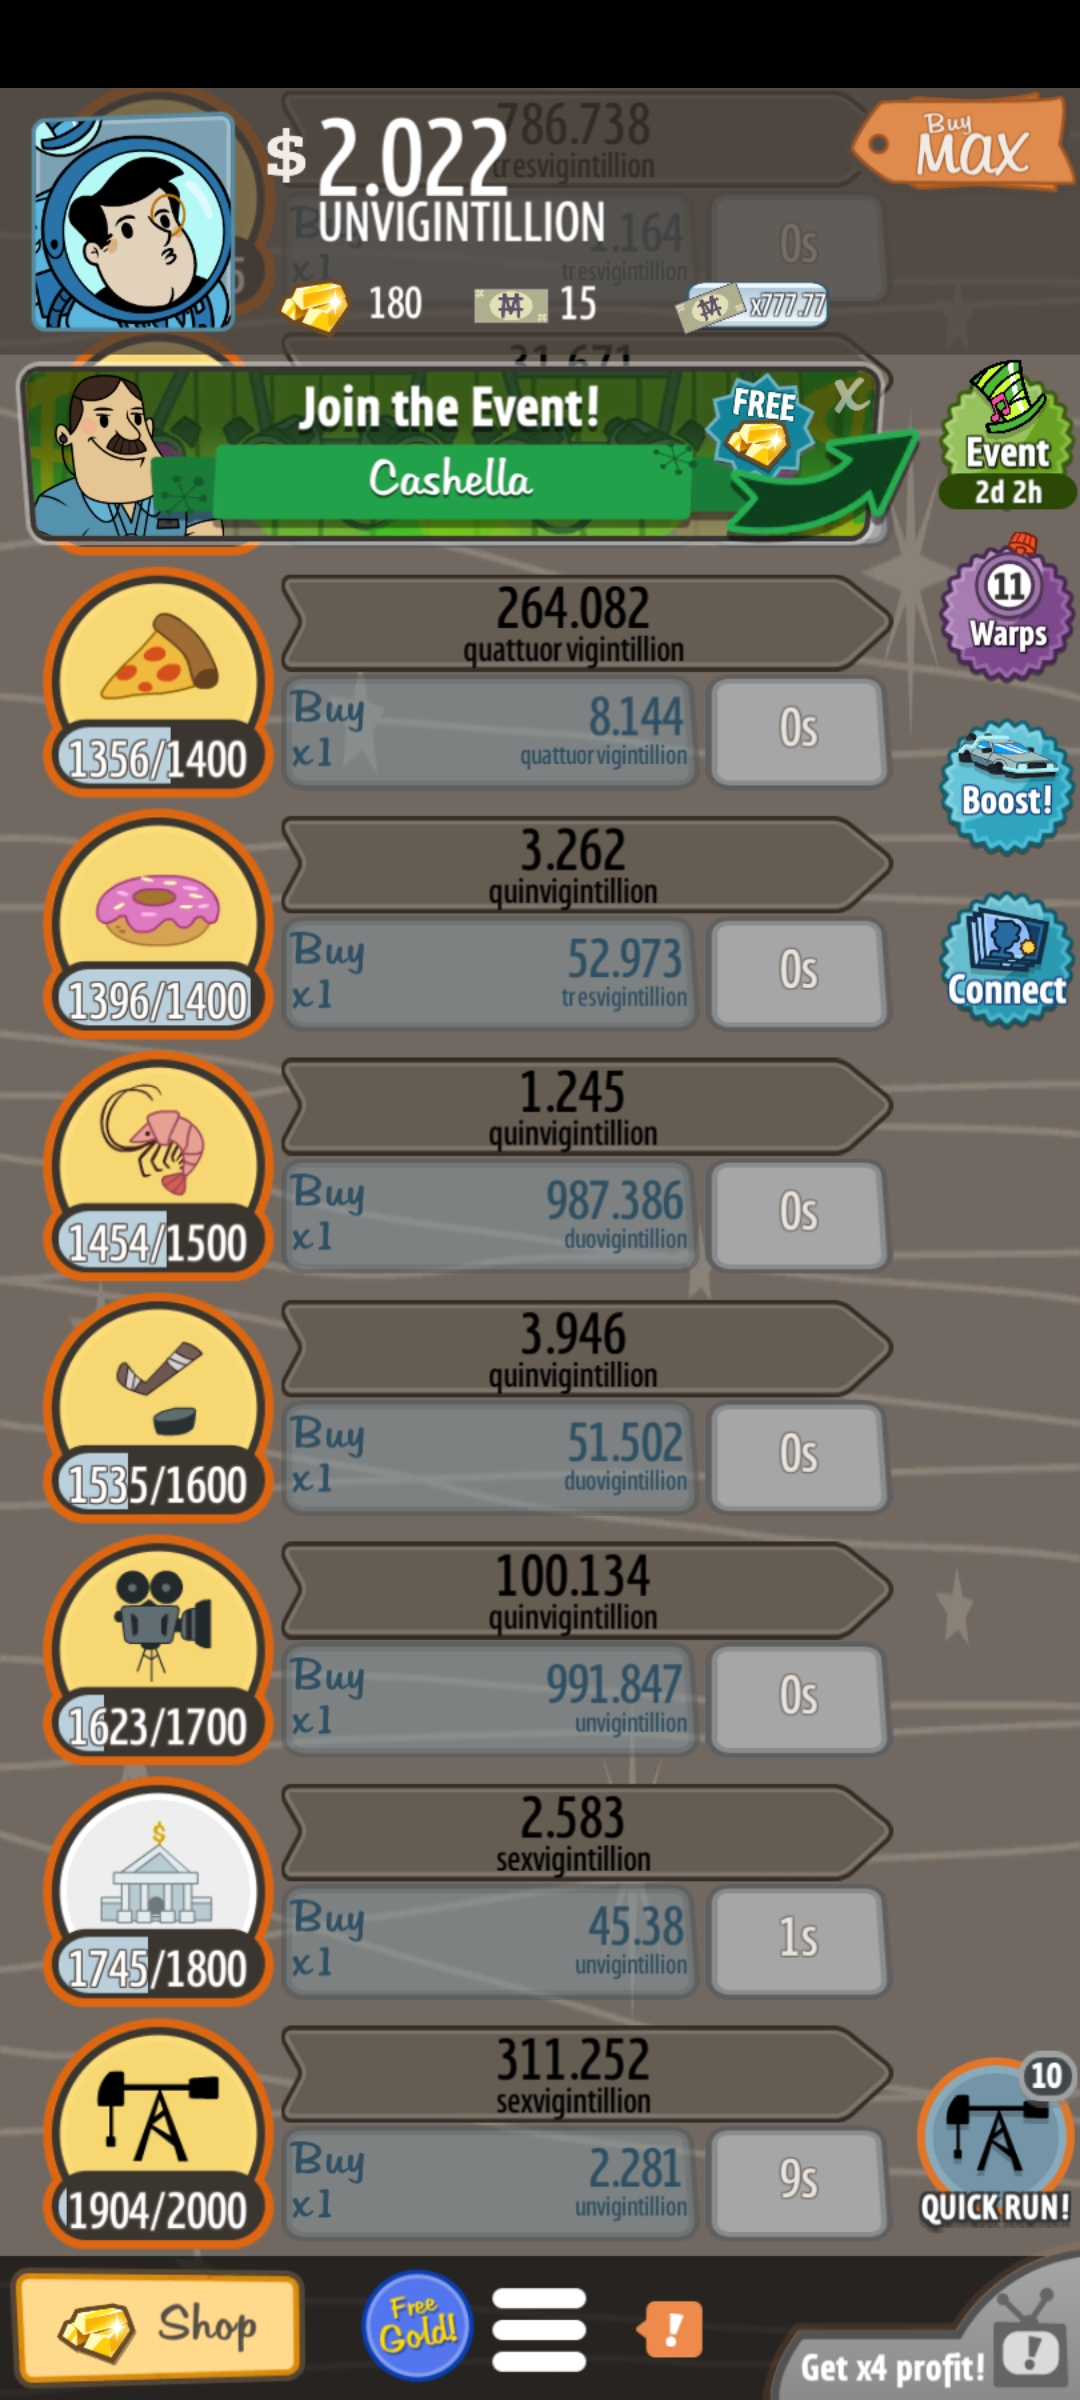 786.738
tresvigintillion
$ 2.022
UNVIGINTILLION
Buy
MAX
1.164
tresvigintillion
x1
0s
180
15
x777.77
31.671
Join the Event!
FREE
X
Cashella
Event
2d 2h
11
Warps
Boost!
Connect
264.082
quattuor vigintillion
1356/1400
Buy
x1
8.144
quattuorvigintillion
0s
3.262
quinvigintillion
1396/1400
Buy
x1
52.973
tresvigintillion
0s
1.245
quinvigintillion
1454/1500
Buy
x1
987.386
duovigintillion
0s
3.946
quinvigintillion
1535/1600
Buy
x1
51.502
duovigintillion
0s
100.134
quinvigintillion
1623/1700
Buy
x1
991.847
unvigintillion
0s
2.583
sexvigintillion
$
1745/1800
Buy
x1
45.38
unvigintillion
1s
311.252
sexvigintillion
1904/2000
Buy
x1
2.281
unvigintillion
9s
10
QUICK RUN!
Shop
Free
Gold!
!
Get x4 profit!
!